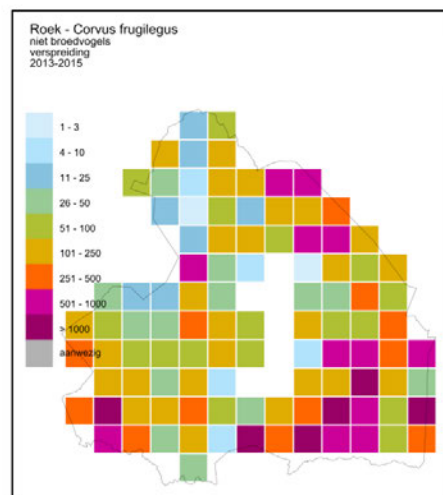 Roek - Corvus frugilegus
niet broedvogels
verspreiding
2013-2015
1 - 3
4 - 10
11 - 25
26 - 50
51 - 100
101 - 250
251 - 500
501 - 1000
> 1000
aanwezig